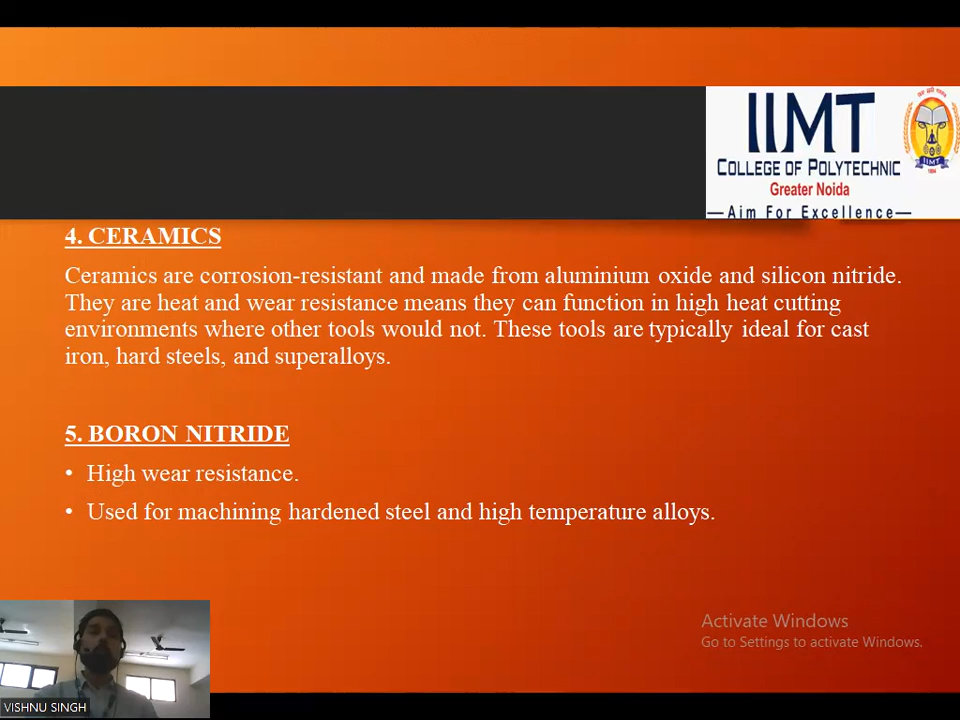 IIMT
COLLEGE OF POLYTECHNIC
Greater Noida
—Aim For Excellence—
IIMT
4. CERAMICS
Ceramics are corrosion-resistant and made from aluminium oxide and silicon nitride.
They are heat and wear resistance means they can function in high heat cutting
environments where other tools would not. These tools are typically ideal for cast
iron, hard steels, and superalloys.
5. BORON NITRIDE
• High wear resistance.
• Used for machining hardened steel and high temperature alloys.
Activate Windows
Go to Settings to activate Windows.
VISHNU SINGH